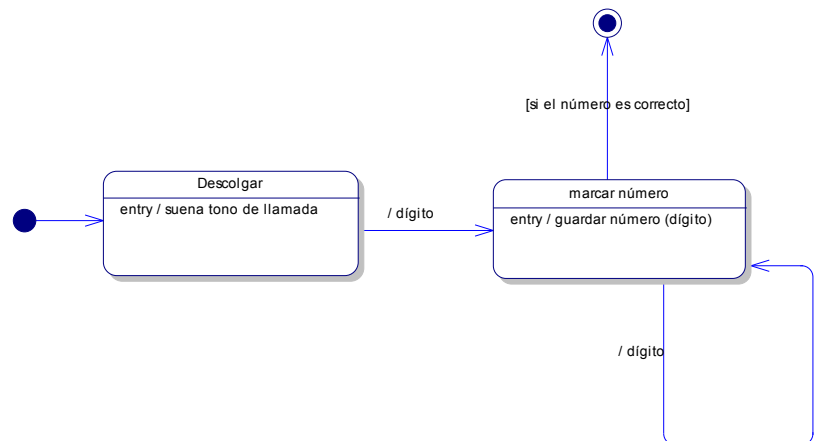 [si el número es correcto]
Descolgar
entry / suena tono de llamada
/ dígito
marcar número
entry / guardar número (dígito)
/ dígito